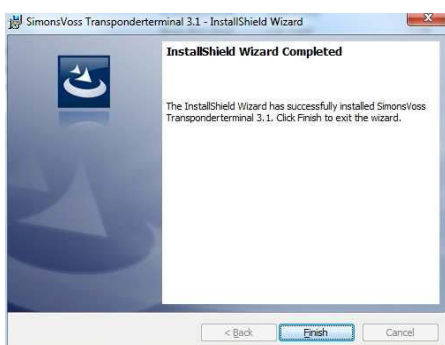 SimonsVoss Transponderterminal 3.1 - InstallShield Wizard
InstallShield Wizard Completed
The InstallShield Wizard has successfully installed SimonsVoss
Transponderterminal 3.1. Click Finish to exit the wizard.
< Back
Finish
Cancel